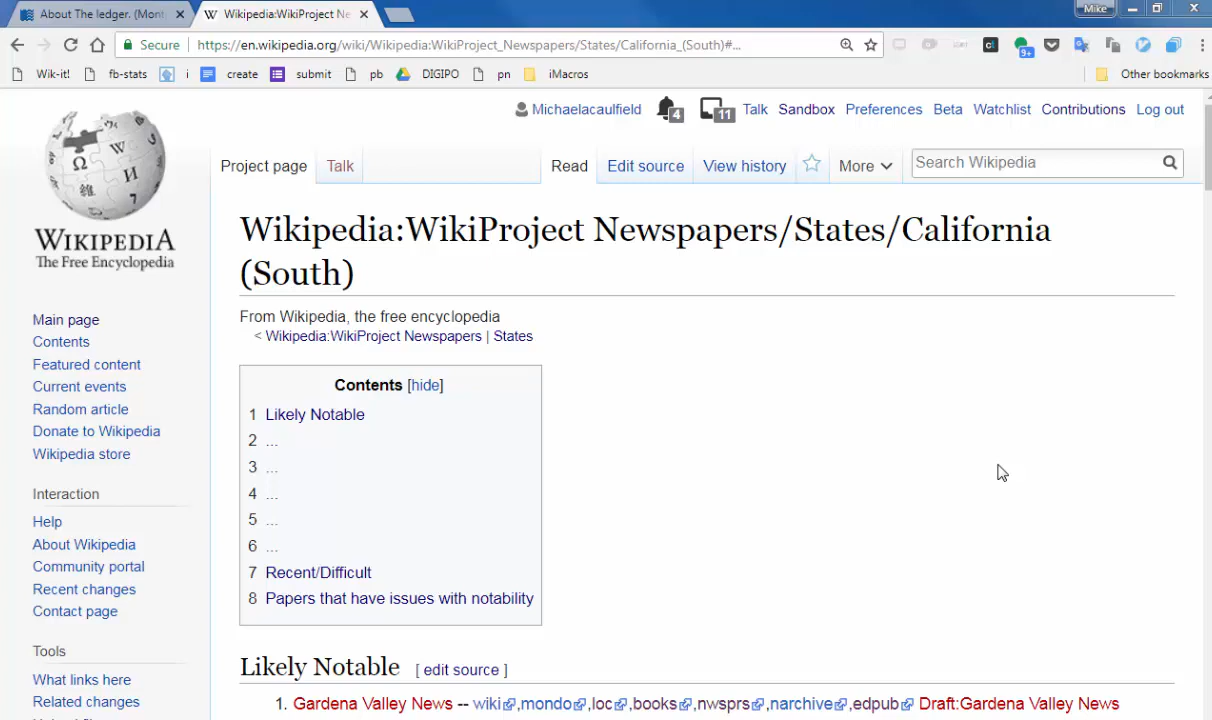 About The ledger. (Mont
Wikipedia:WikiProject Ne
Mike
Secure
https://en.wikipedia.org/wiki/Wikipedia:WikiProject_Newspapers/States/California_(South)#...
9+
Wik-it!
fb-stats
i
create
submit
pb
DIGIPO
pn
iMacros
Other bookmarks
Michaelacaulfield
4
11
Talk
Sandbox
Preferences
Beta
Watchlist
Contributions
Log out
Project page
Talk
Read
Edit source
View history
More
Search Wikipedia
WIKIPEDIA
The Free Encyclopedia
Main page
Contents
Featured content
Current events
Random article
Donate to Wikipedia
Wikipedia store
Interaction
Help
About Wikipedia
Community portal
Recent changes
Contact page
Tools
What links here
Related changes
Wikipedia:WikiProject Newspapers/States/California
(South)
From Wikipedia, the free encyclopedia
< Wikipedia:WikiProject Newspapers | States
Contents [hide]
1 Likely Notable
2 ...
3 ...
4 ...
5 ...
6 ...
7 Recent/Difficult
8 Papers that have issues with notability
Likely Notable [ edit source ]
1. Gardena Valley News -- wiki,mondo,loc,books,nwsprs,narchive,edpub Draft:Gardena Valley News